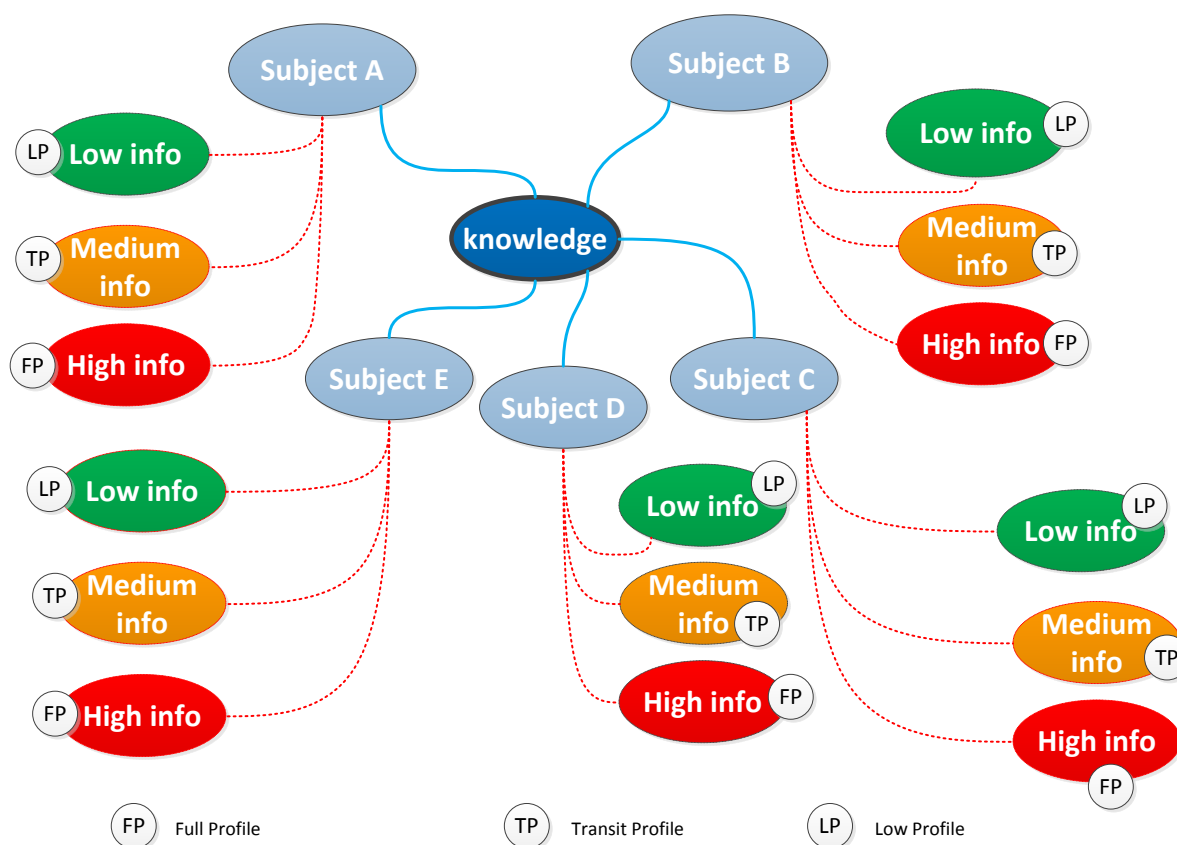 Subject A
LP
Low info
TP
Medium
info
FP
High info
Subject B
Low info
LP
Medium
info
TP
High info
FP
knowledge
Subject E
LP
Low info
TP
Medium
info
FP
High info
Subject D
Low info
LP
Medium
info
TP
High info
FP
Subject C
Low info
LP
Medium
info
TP
High info
FP
FP Full Profile
TP Transit Profile
LP Low Profile